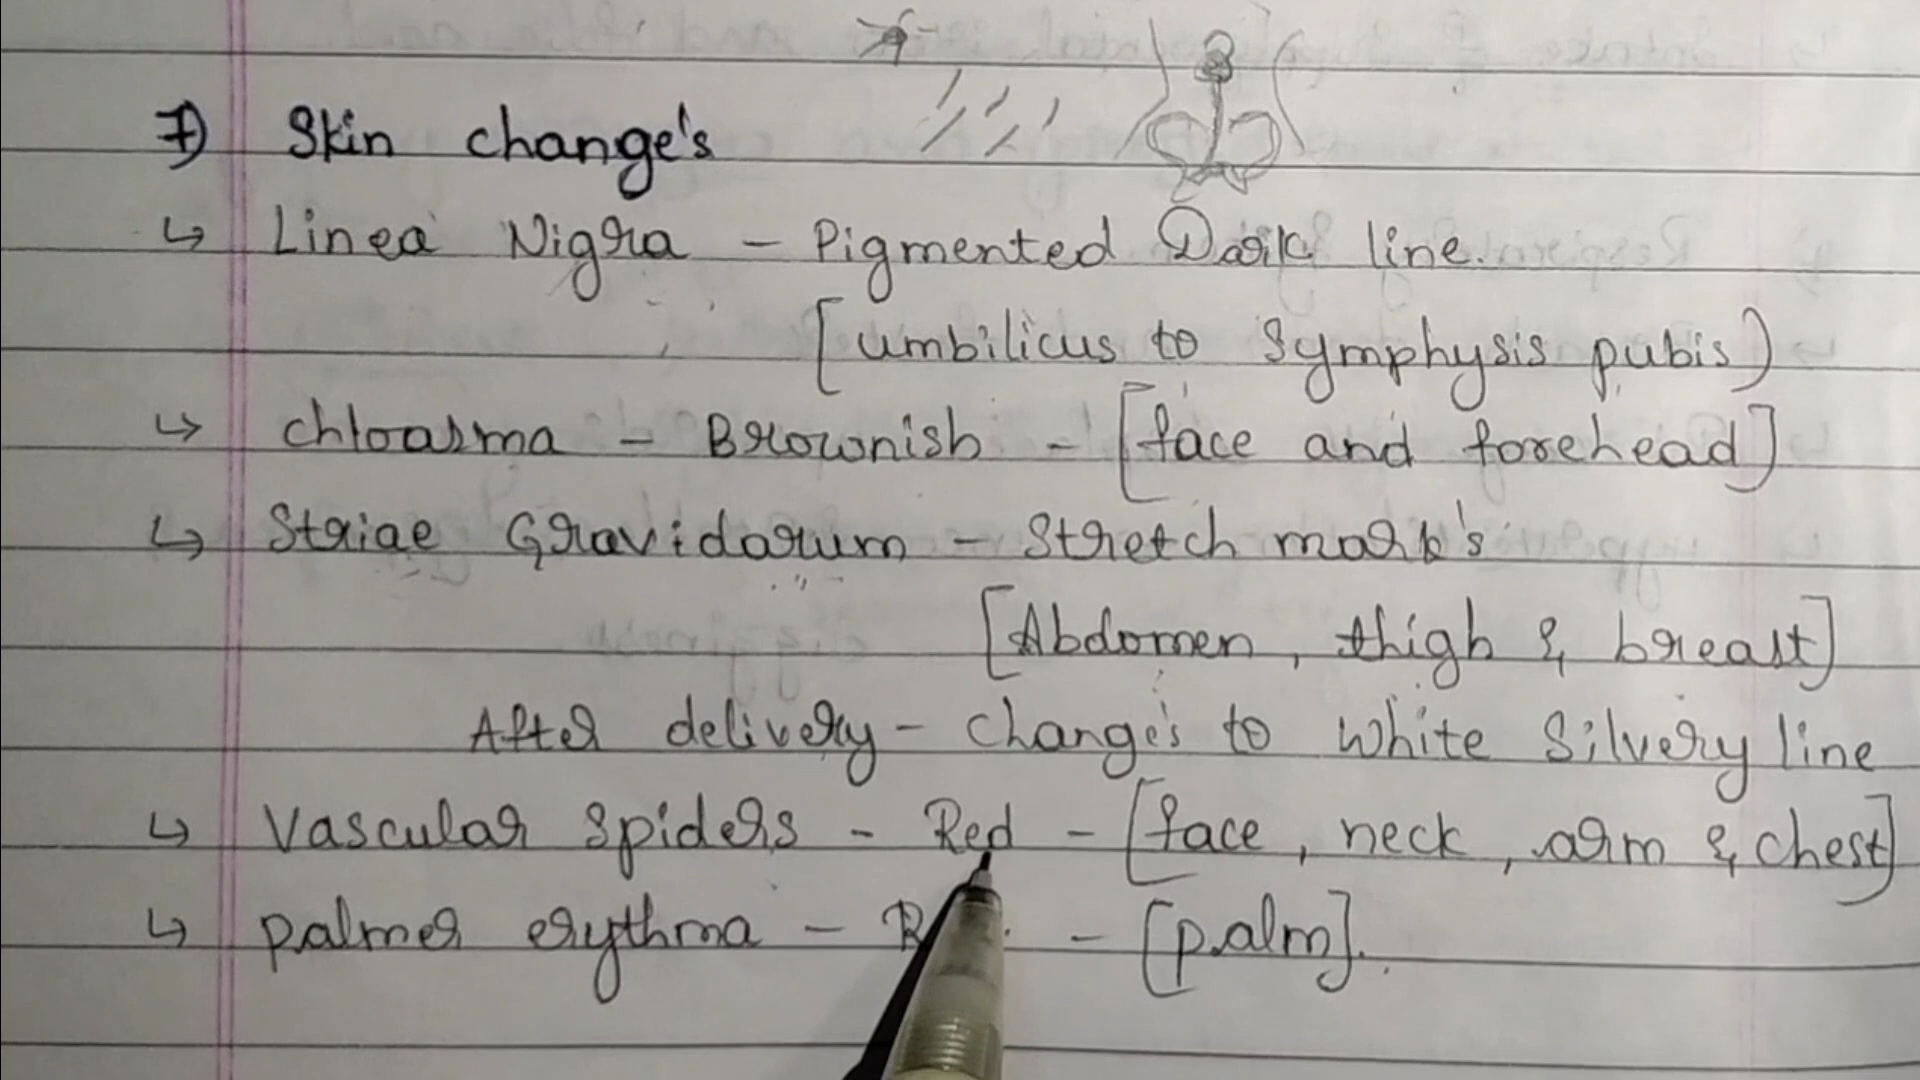 7) Skin change's
↳ Linea Nigra - Pigmented Dark line.
[umbilicus to Symphysis pubis)
↳ chloasma - Brownish - [face and forehead]
↳ Striae Gravidarum - Stretch mark's
[Abdomen, thigh & breast]
After delivery - change's to white Silvery line
↳ Vascular Spiders - Red - [face, neck, arm & chest]
↳ palmer erythma - - [palm].